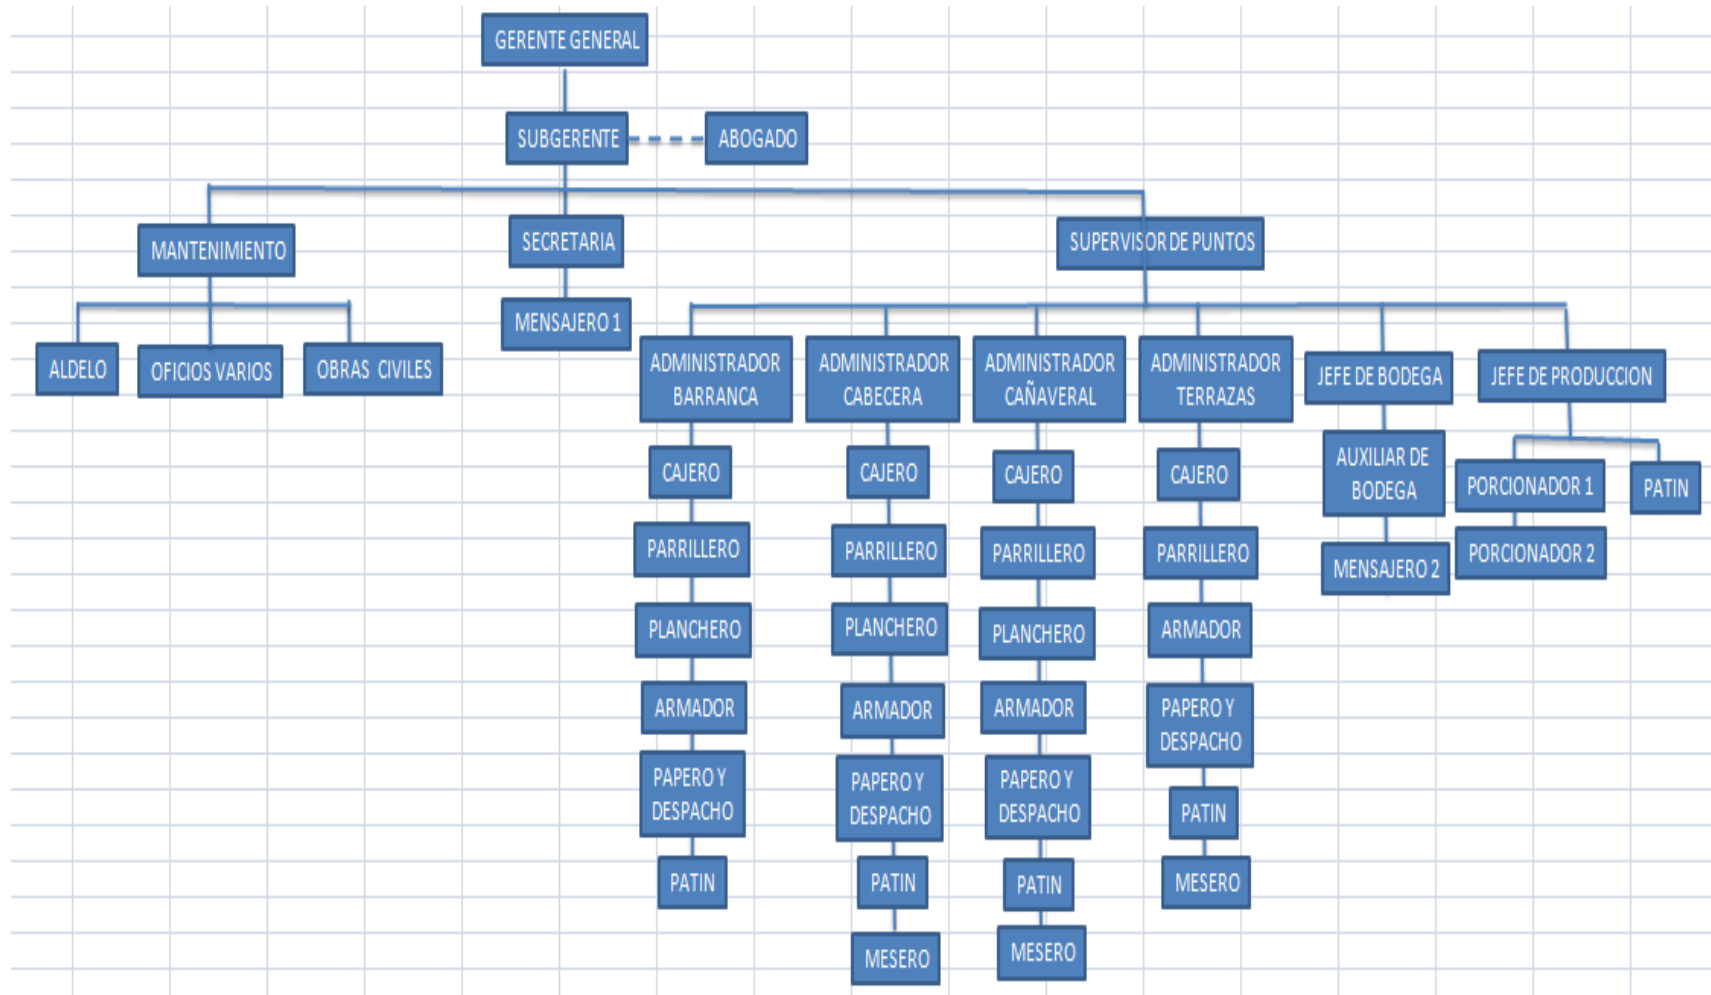 GERENTE GENERAL
SUBGERENTE
ABOGADO
MANTENIMIENTO
SECRETARIA
SUPERVISOR DE PUNTOS
MENSAJERO 1
ALDELO
OFICIOS VARIOS
OBRAS CIVILES
ADMINISTRADOR
BARRANCA
ADMINISTRADOR
CABECERA
ADMINISTRADOR
CAÑAVERAL
ADMINISTRADOR
TERRAZAS
JEFE DE BODEGA
JEFE DE PRODUCCION
CAJERO
PARRILLERO
PLANCHERO
ARMADOR
PAPERO Y
DESPACHO
PATIN
CAJERO
PARRILLERO
PLANCHERO
ARMADOR
PAPERO Y
DESPACHO
PATIN
MESERO
CAJERO
PARRILLERO
PLANCHERO
ARMADOR
PAPERO Y
DESPACHO
PATIN
MESERO
CAJERO
PARRILLERO
ARMADOR
PAPERO Y
DESPACHO
PATIN
MESERO
AUXILIAR DE
BODEGA
MENSAJERO 2
PORCIONADOR 1
PORCIONADOR 2
PATIN